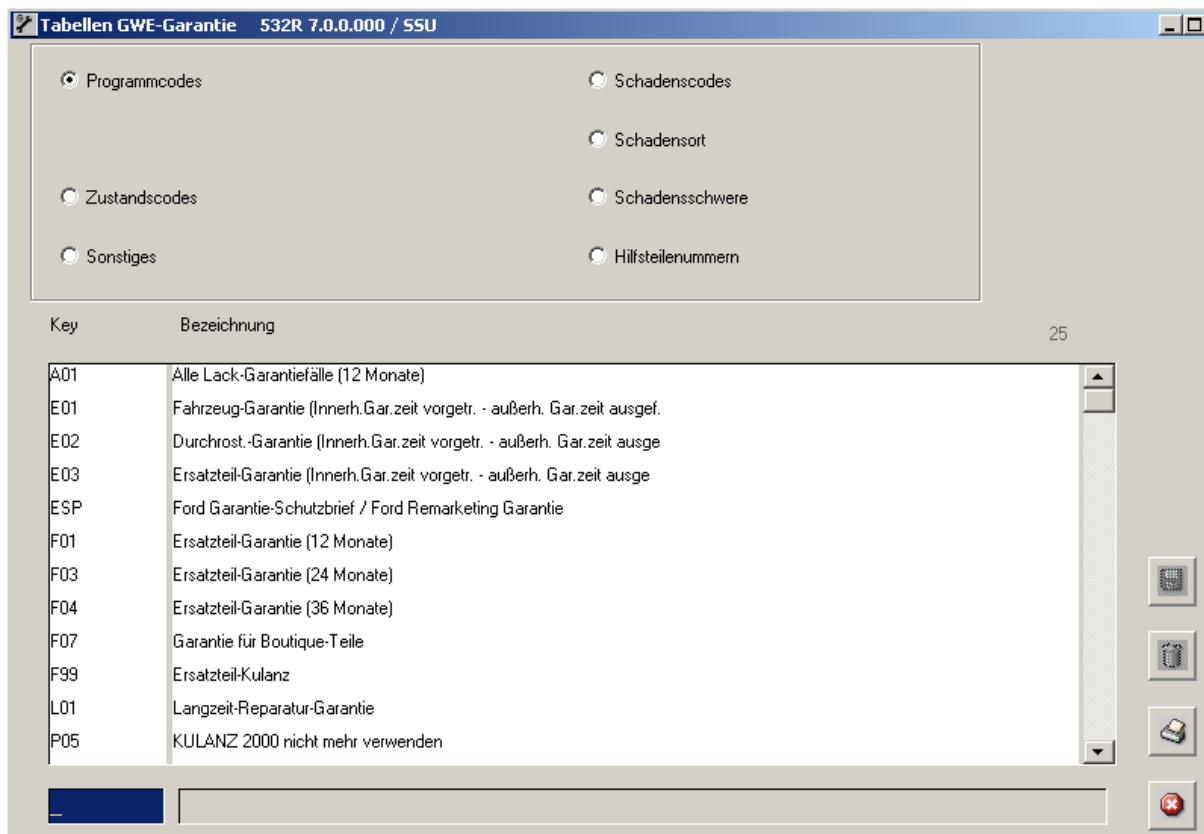 Tabellen GWE-Garantie 532R 7.0.0.000 / SSU
Programmcodes Schadenscodes
Schadensort
Zustandscodes Schadensschwere
Sonstiges Hilfsteilenummern
Key Bezeichnung 25
A01 Alle Lack-Garantiefälle (12 Monate)
E01 Fahrzeug-Garantie (Innerh.Gar.zeit vorgetr. - außerh. Gar.zeit ausgef.
E02 Durchrost.-Garantie (Innerh.Gar.zeit vorgetr. - außerh. Gar.zeit ausge
E03 Ersatzteil-Garantie (Innerh.Gar.zeit vorgetr. - außerh. Gar.zeit ausge
ESP Ford Garantie-Schutzbrief / Ford Remarketing Garantie
F01 Ersatzteil-Garantie (12 Monate)
F03 Ersatzteil-Garantie (24 Monate)
F04 Ersatzteil-Garantie (36 Monate)
F07 Garantie für Boutique-Teile
F99 Ersatzteil-Kulanz
L01 Langzeit-Reparatur-Garantie
P05 KULANZ 2000 nicht mehr verwenden